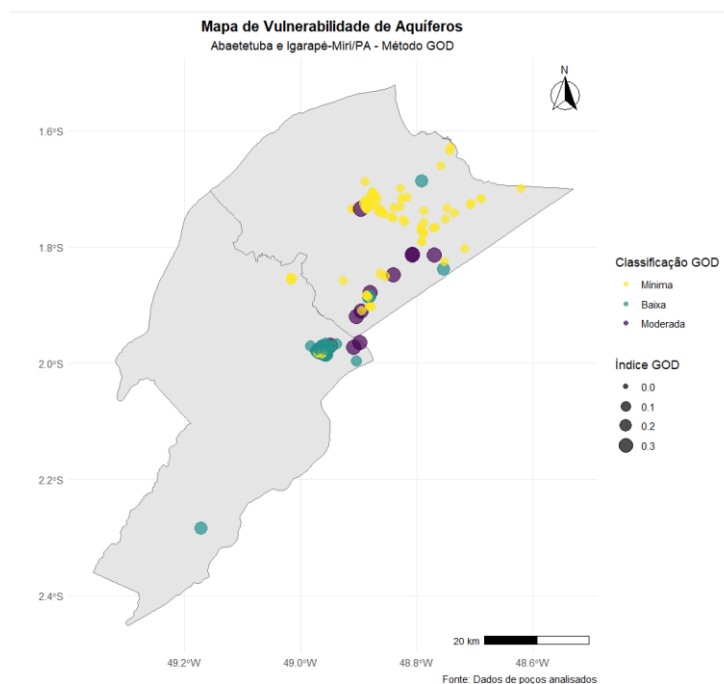 Mapa de Vulnerabilidade de Aquíferos
Abaetetuba e Igarapé-Miri/PA - Método GOD
N
1.6°S
1.8°S
2.0°S
2.2°S
2.4°S
Classificação GOD
Mínima
Baixa
Moderada
Índice GOD
0.0
0.1
0.2
0.3
20 km
49.2°W
49.0°W
48.8°W
48.6°W
Fonte: Dados de poços analisados